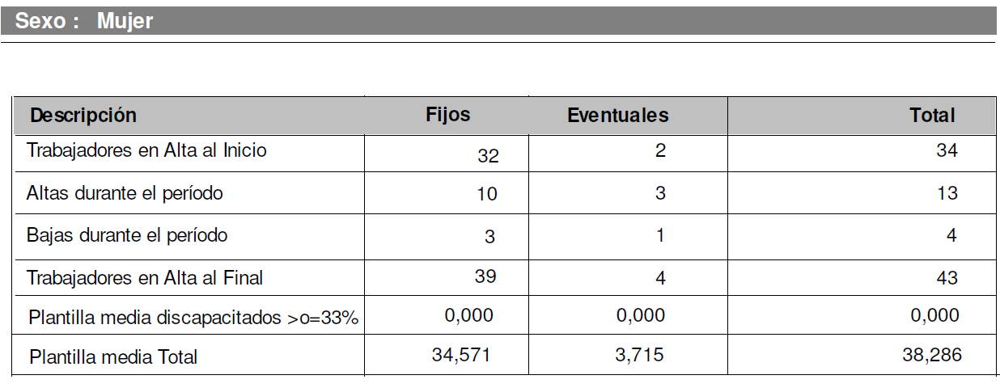 Sexo : Mujer
Descripción Fijos Eventuales Total
Trabajadores en Alta al Inicio 32 2 34
Altas durante el período 10 3 13
Bajas durante el período 3 1 4
Trabajadores en Alta al Final 39 4 43
Plantilla media discapacitados >o=33% 0,000 0,000 0,000
Plantilla media Total 34,571 3,715 38,286